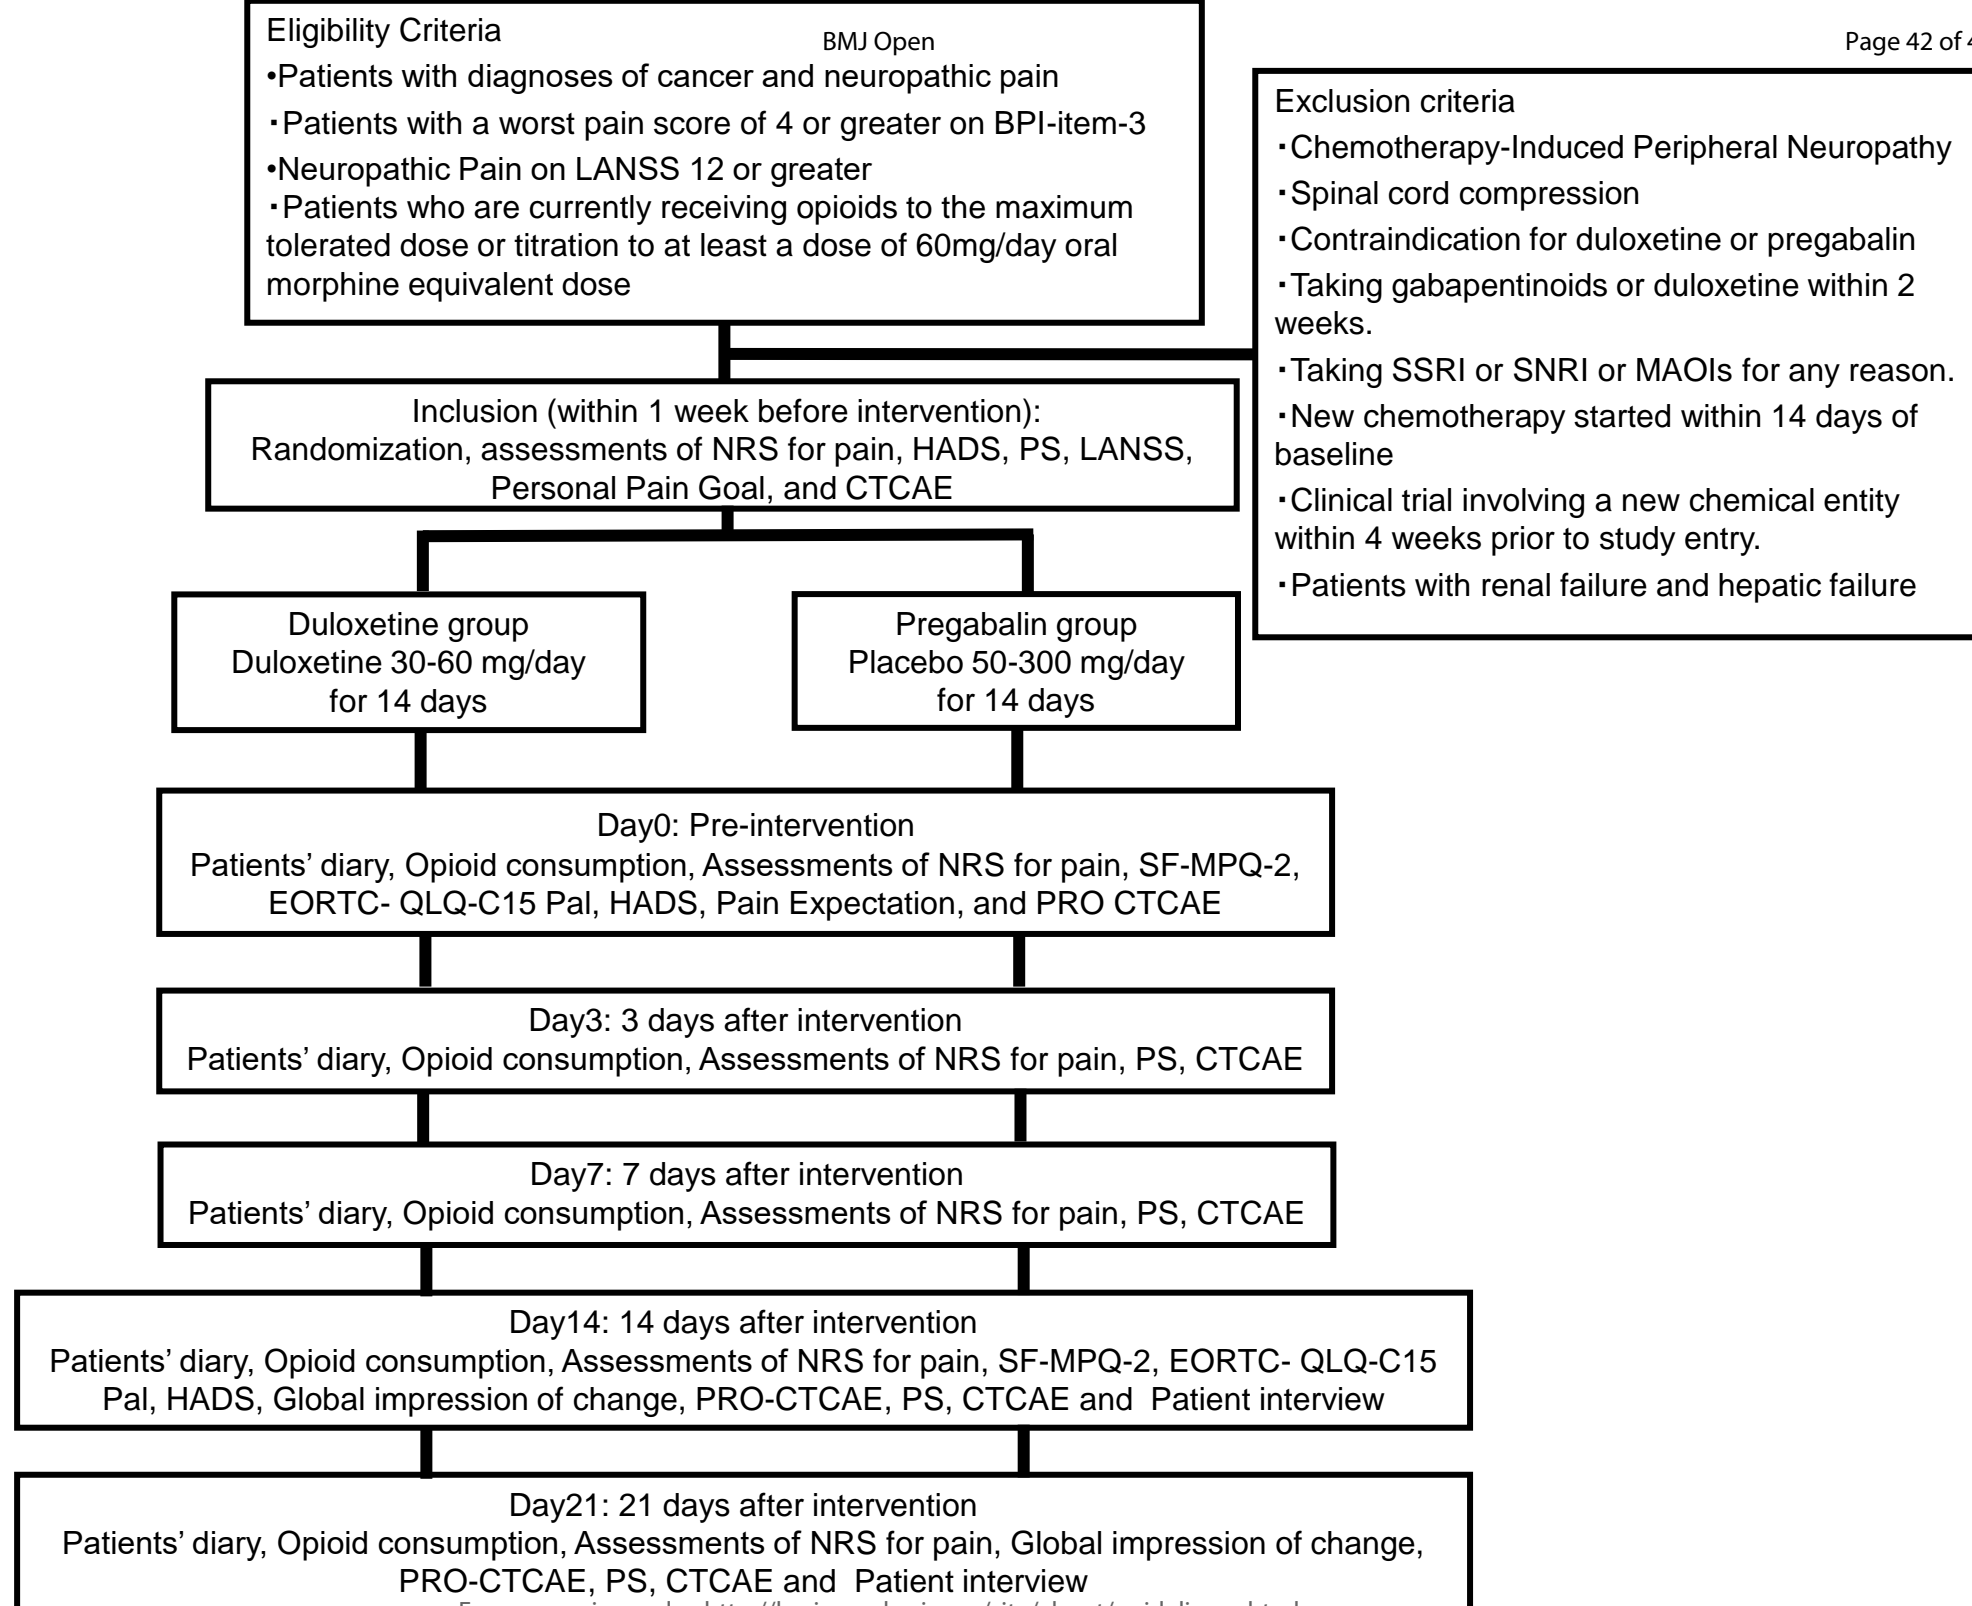 Eligibility Criteria
BMJ Open
Page 42 of 4
•Patients with diagnoses of cancer and neuropathic pain
･Patients with a worst pain score of 4 or greater on BPI-item-3
•Neuropathic Pain on LANSS 12 or greater
･Patients who are currently receiving opioids to the maximum
tolerated dose or titration to at least a dose of 60mg/day oral
morphine equivalent dose
Exclusion criteria
･Chemotherapy-Induced Peripheral Neuropathy
･Spinal cord compression
･Contraindication for duloxetine or pregabalin
･Taking gabapentinoids or duloxetine within 2
weeks.
･Taking SSRI or SNRI or MAOIs for any reason.
･New chemotherapy started within 14 days of
baseline
･Clinical trial involving a new chemical entity
within 4 weeks prior to study entry.
･Patients with renal failure and hepatic failure
Inclusion (within 1 week before intervention):
Randomization, assessments of NRS for pain, HADS, PS, LANSS,
Personal Pain Goal, and CTCAE
Duloxetine group
Duloxetine 30-60 mg/day
for 14 days
Pregabalin group
Placebo 50-300 mg/day
for 14 days
Day0: Pre-intervention
Patients’ diary, Opioid consumption, Assessments of NRS for pain, SF-MPQ-2,
EORTC- QLQ-C15 Pal, HADS, Pain Expectation, and PRO CTCAE
Day3: 3 days after intervention
Patients’ diary, Opioid consumption, Assessments of NRS for pain, PS, CTCAE
Day7: 7 days after intervention
Patients’ diary, Opioid consumption, Assessments of NRS for pain, PS, CTCAE
Day14: 14 days after intervention
Patients’ diary, Opioid consumption, Assessments of NRS for pain, SF-MPQ-2, EORTC- QLQ-C15
Pal, HADS, Global impression of change, PRO-CTCAE, PS, CTCAE and Patient interview
Day21: 21 days after intervention
Patients’ diary, Opioid consumption, Assessments of NRS for pain, Global impression of change,
PRO-CTCAE, PS, CTCAE and Patient interview